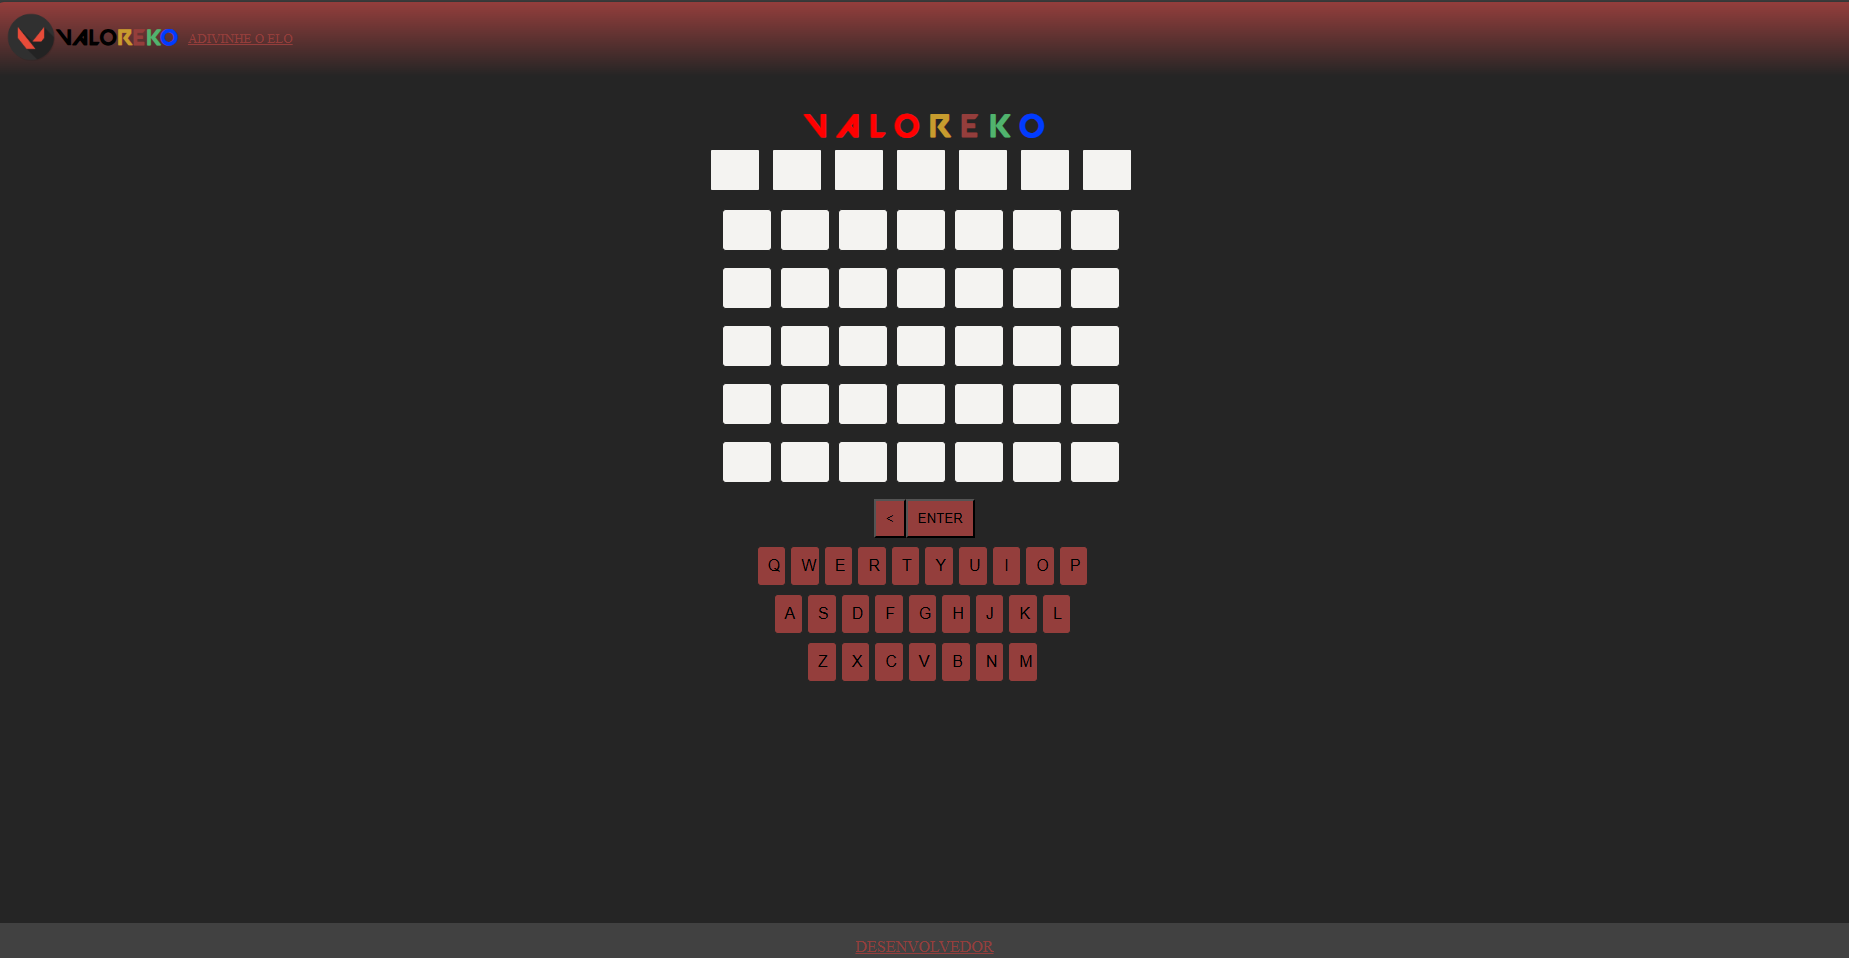 VALOREKO ADIVINHE O ELO
VALOREKO
< ENTER
Q W E R T Y U I O P
A S D F G H J K L
Z X C V B N M
DESENVOLVEDOR